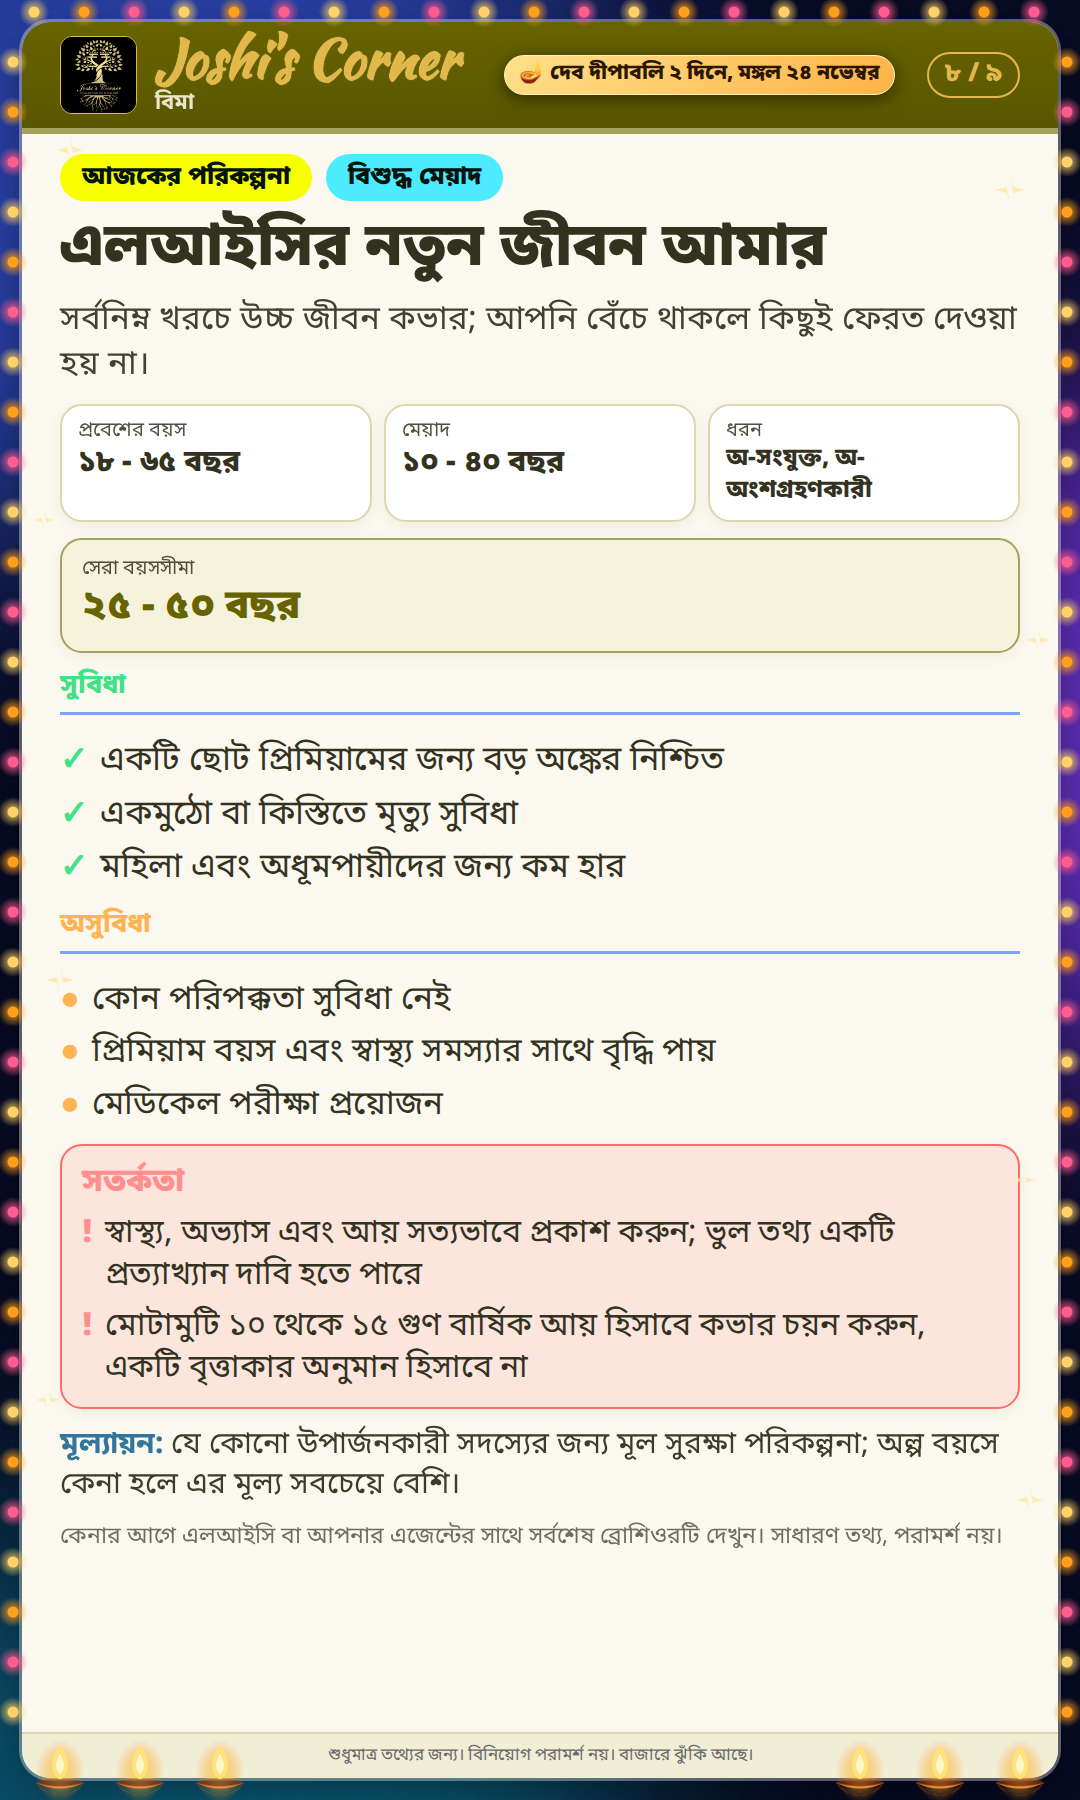 Joshi's Corner
বিমা
Joshi's Corner
🪔 দেব দীপাবলি ২ দিনে, মঙ্গল ২৪ নভেম্বর
৮ / ৯
আজকের পরিকল্পনা
বিশুদ্ধ মেয়াদ
এলআইসির নতুন জীবন আমার
সর্বনিম্ন খরচে উচ্চ জীবন কভার; আপনি বেঁচে থাকলে কিছুই ফেরত দেওয়া
হয় না।
প্রবেশের বয়স
১৮ - ৬৫ বছর
মেয়াদ
১০ - ৪০ বছর
ধরন
অ-সংযুক্ত, অ-
অংশগ্রহণকারী
সেরা বয়সসীমা
২৫ - ৫০ বছর
সুবিধা
✓ একটি ছোট প্রিমিয়ামের জন্য বড় অঙ্কের নিশ্চিত
✓ একমুঠো বা কিস্তিতে মৃত্যু সুবিধা
✓ মহিলা এবং অধূমপায়ীদের জন্য কম হার
অসুবিধা
● কোন পরিপক্কতা সুবিধা নেই
● প্রিমিয়াম বয়স এবং স্বাস্থ্য সমস্যার সাথে বৃদ্ধি পায়
● মেডিকেল পরীক্ষা প্রয়োজন
সতর্কতা
! স্বাস্থ্য, অভ্যাস এবং আয় সত্যভাবে প্রকাশ করুন; ভুল তথ্য একটি
প্রত্যাখ্যান দাবি হতে পারে
! মোটামুটি ১০ থেকে ১৫ গুণ বার্ষিক আয় হিসাবে কভার চয়ন করুন,
একটি বৃত্তাকার অনুমান হিসাবে না
মূল্যায়ন: যে কোনো উপার্জনকারী সদস্যের জন্য মূল সুরক্ষা পরিকল্পনা; অল্প বয়সে
কেনা হলে এর মূল্য সবচেয়ে বেশি।
কেনার আগে এলআইসি বা আপনার এজেন্টের সাথে সর্বশেষ ব্রোশিওরটি দেখুন। সাধারণ তথ্য, পরামর্শ নয়।
শুধুমাত্র তথ্যের জন্য। বিনিয়োগ পরামর্শ নয়। বাজারে ঝুঁকি আছে।